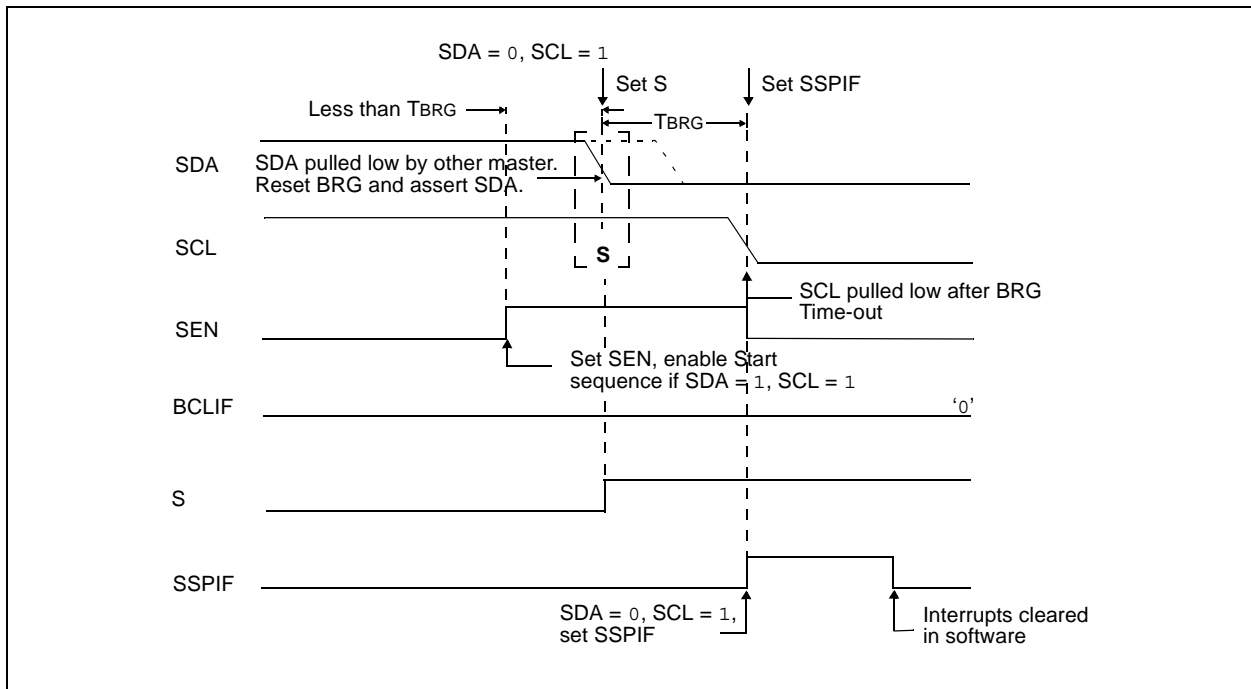 SDA = 0, SCL = 1
Set S
Set SSPIF
Less than TBRG
TBRG
SDA
SDA pulled low by other master.
Reset BRG and assert SDA.
SCL
S
SCL pulled low after BRG
Time-out
SEN
Set SEN, enable Start
sequence if SDA = 1, SCL = 1
BCLIF
‘0’
S
SSPIF
SDA = 0, SCL = 1,
set SSPIF
Interrupts cleared
in software